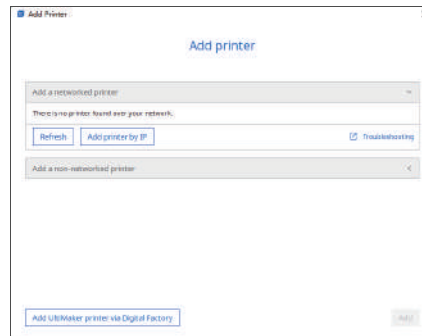 Add Printer
Add printer
Add a networked printer
There is no printer found over your network.
Refresh
Add printer by IP
Troubleshooting
Add a non-networked printer
Add UltiMaker printer via Digital Factory
Add